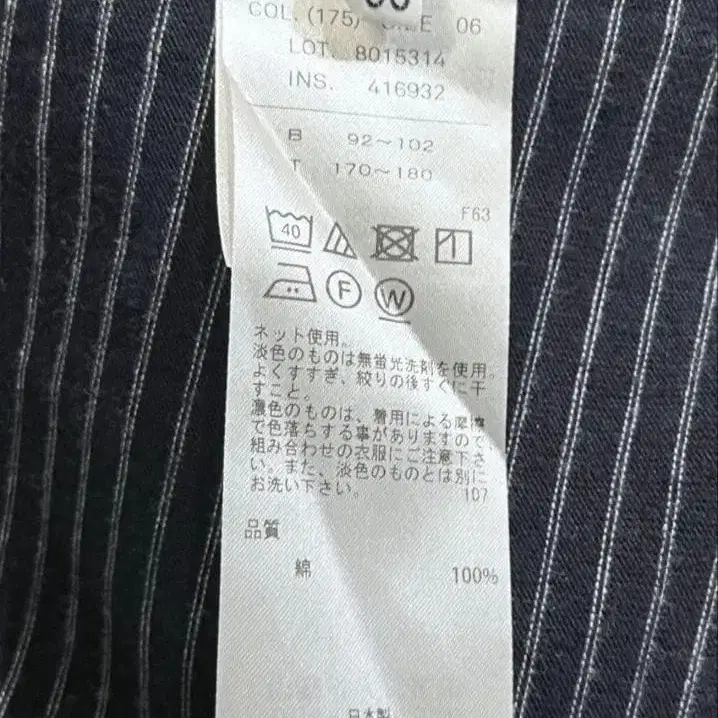 COL. (175) 06
LOT. 8015314
INS. 416932
B 92～102
T 170～180
F63
40
F
W
ネット使用。
淡色のものは無蛍光洗剤を使用。
よくすすぎ、絞りの後すぐに干
すこと。
濃色のものは、着用による摩擦
で色落ちする事がありますので
組み合わせの衣服にご注意下さ
い。また、淡色のものとは別に
お洗い下さい。 107
品質
綿 100%
日本製